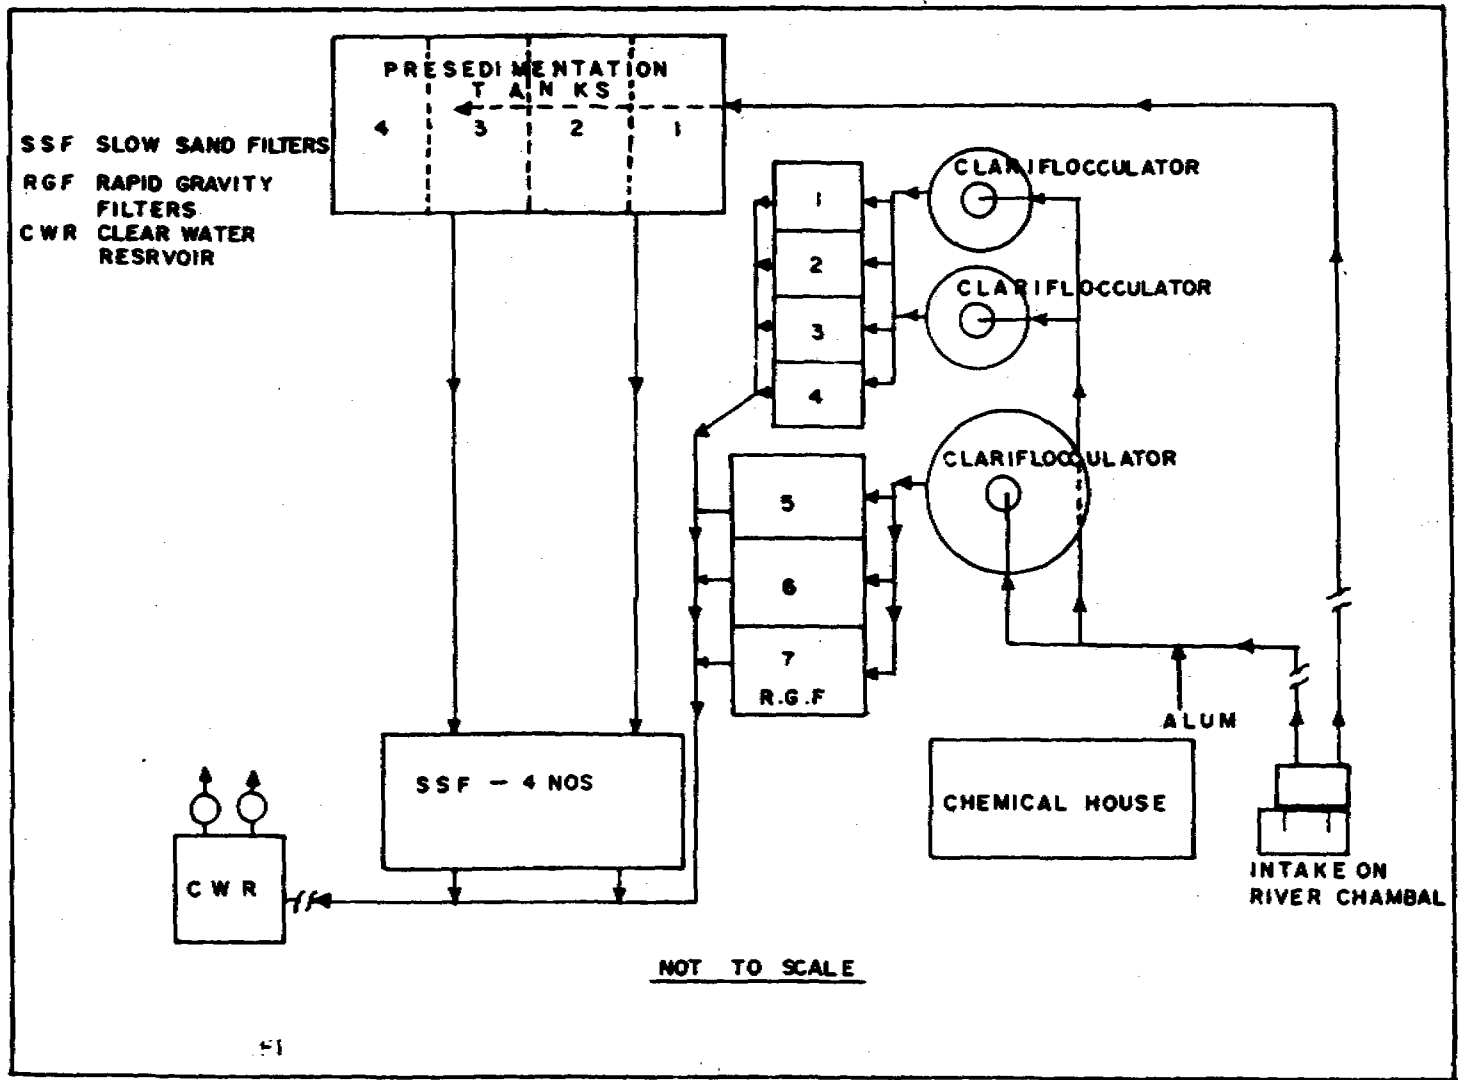 PRESEDIMENTATION
TANKS
4 3 2 1
SSF SLOW SAND FILTERS
RGF RAPID GRAVITY
FILTERS
CWR CLEAR WATER
RESRVOIR
CLARIFLOCCULATOR
1
2
3
4
CLARIFLOCCULATOR
CLARIFLOCCULATOR
5
6
7
R.G.F
ALUM
SSF - 4 NOS
CHEMICAL HOUSE
CWR
INTAKE ON
RIVER CHAMBAL
NOT TO SCALE